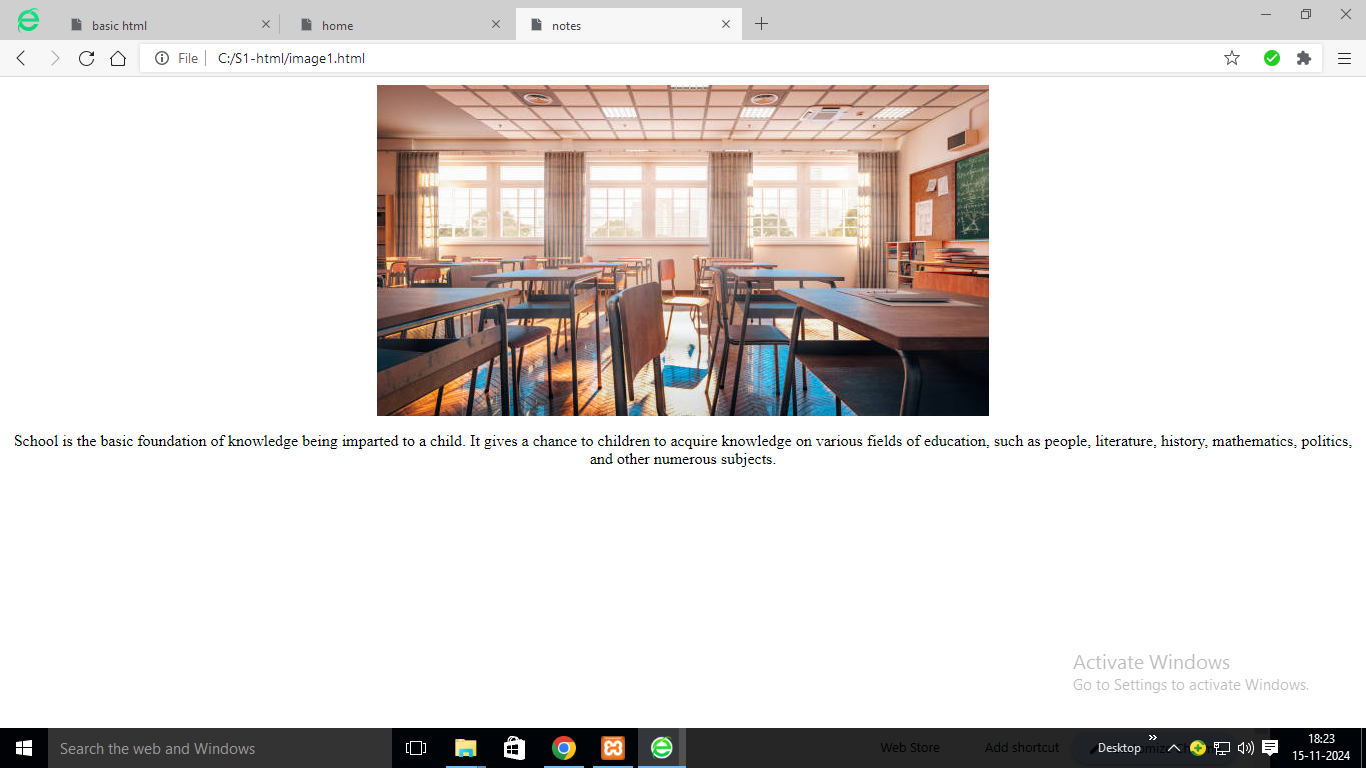 basic html
home
notes
File
C:/S1-html/image1.html
School is the basic foundation of knowledge being imparted to a child. It gives a chance to children to acquire knowledge on various fields of education, such as people, literature, history, mathematics, politics,
and other numerous subjects.
Activate Windows
Go to Settings to activate Windows.
Search the web and Windows
Web Store
Add shortcut
Desktop
18:23
15-11-2024